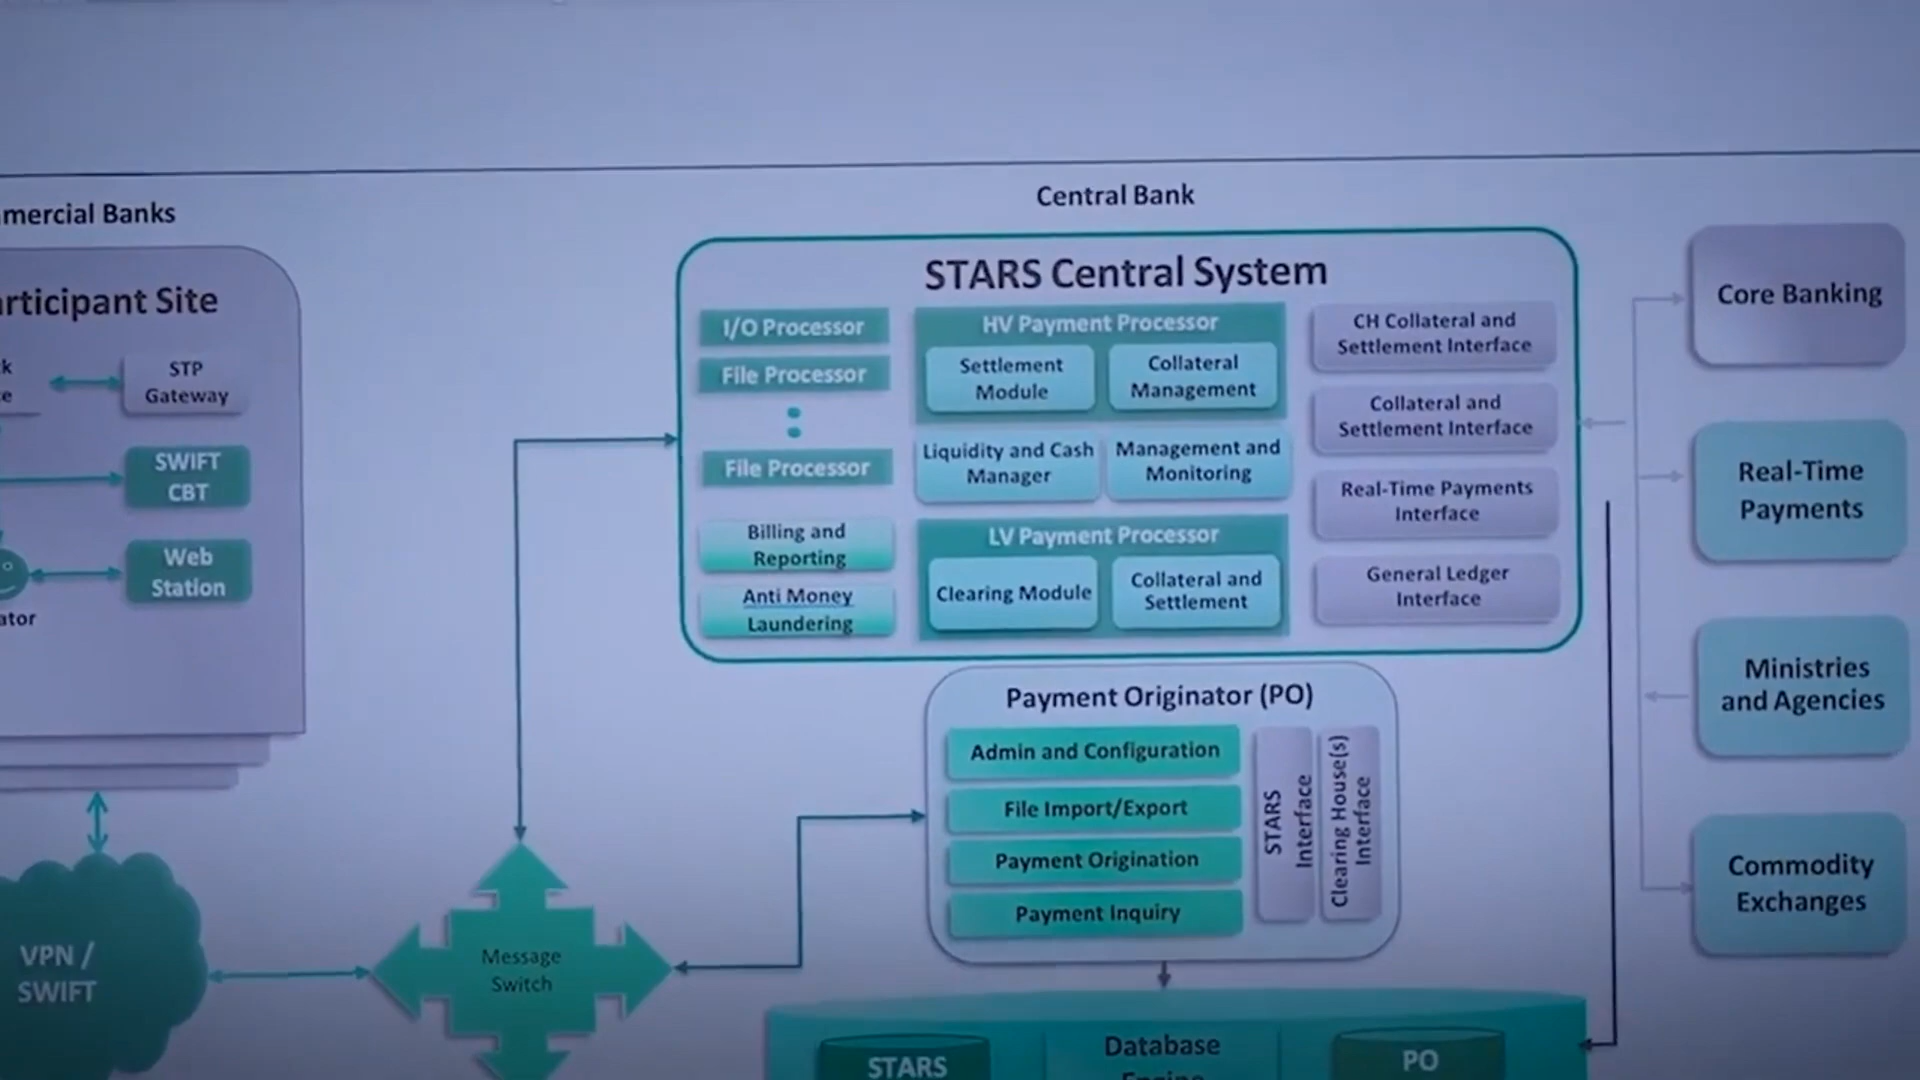 Central Bank
mercial Banks
STARS Central System
rticipant Site
STP
Gateway
SWIFT
CBT
Web
Station
ator
I/O Processor
File Processor
File Processor
Billing and
Reporting
Anti Money
Laundering
HV Payment Processor
Settlement
Module
Collateral
Management
Liquidity and Cash
Manager
Management and
Monitoring
LV Payment Processor
Clearing Module
Collateral and
Settlement
CH Collateral and
Settlement Interface
Collateral and
Settlement Interface
Real-Time Payments
Interface
General Ledger
Interface
Core Banking
Real-Time
Payments
Ministries
and Agencies
Commodity
Exchanges
Payment Originator (PO)
Admin and Configuration
File Import/Export
Payment Origination
Payment Inquiry
STARS
Interface
Clearing House(s)
Interface
VPN /
SWIFT
Message
Switch
STARS
Database
PO